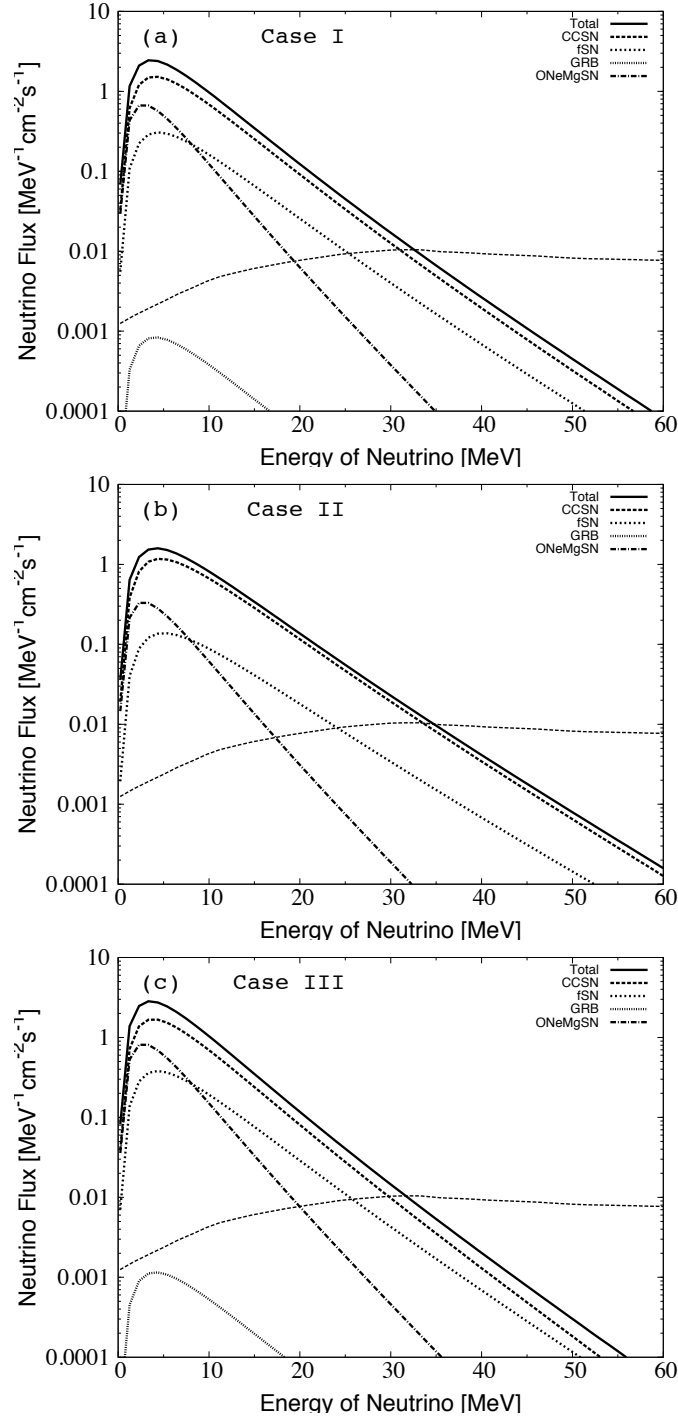 10
1
0.1
0.01
0.001
0.0001
Neutrino Flux [MeV⁻¹cm⁻²s⁻¹]
(a) Case I
Total
CCSN
fSN
GRB
ONeMgSN
0 10 20 30 40 50 60
Energy of Neutrino [MeV]
10
1
0.1
0.01
0.001
0.0001
Neutrino Flux [MeV⁻¹cm⁻²s⁻¹]
(b) Case II
Total
CCSN
fSN
GRB
ONeMgSN
0 10 20 30 40 50 60
Energy of Neutrino [MeV]
10
1
0.1
0.01
0.001
0.0001
Neutrino Flux [MeV⁻¹cm⁻²s⁻¹]
(c) Case III
Total
CCSN
fSN
GRB
ONeMgSN
0 10 20 30 40 50 60
Energy of Neutrino [MeV]